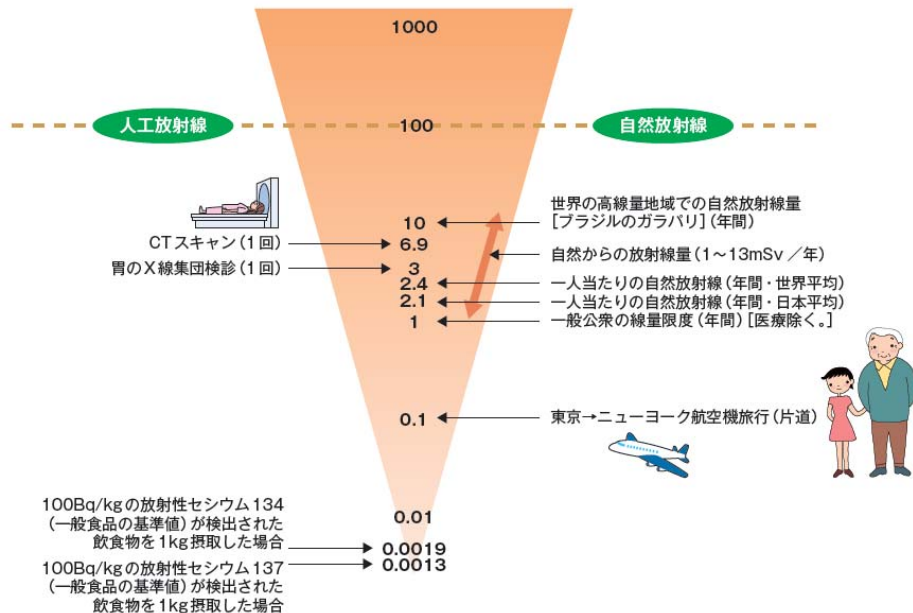 1000
人工放射線
100
自然放射線
世界の高線量地域での自然放射線量
[ブラジルのガラパリ](年間)
10
CTスキャン(1回)
6.9
自然からの放射線量(1〜13mSv/年)
胃のX線集団検診(1回)
3
2.4
一人当たりの自然放射線(年間・世界平均)
2.1
一人当たりの自然放射線(年間・日本平均)
1
一般公衆の線量限度(年間)[医療除く。]
0.1
東京→ニューヨーク航空機旅行(片道)
0.01
100Bq/kgの放射性セシウム134
(一般食品の基準値)が検出された
飲食物を1kg摂取した場合
0.0019
0.0013
100Bq/kgの放射性セシウム137
(一般食品の基準値)が検出された
飲食物を1kg摂取した場合